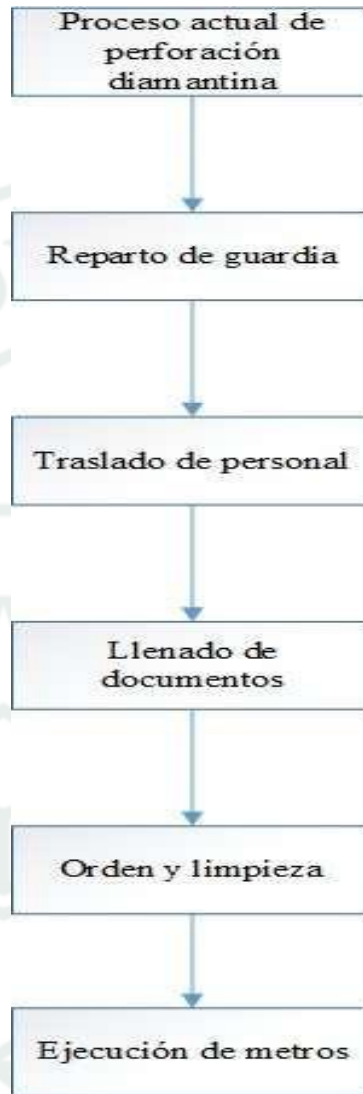 Proceso actual de
perforación
diamantina
Reparto de guardia
Traslado de personal
Llenado de
documentos
Orden y limpieza
Ejecución de metros